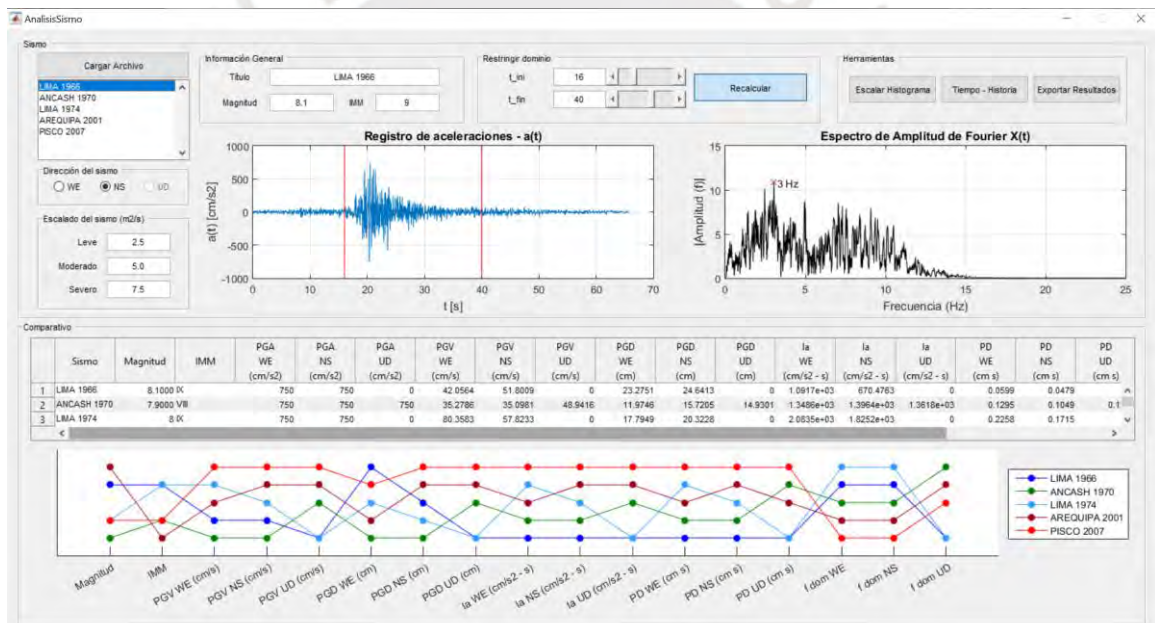 AnalisisSismo
Sismo
Cargar Archivo
LIMA 1966
ANCASH 1970
LIMA 1974
AREQUIPA 2001
PISCO 2007
Dirección del sismo
WE NS UD
Escalado del sismo (m2/s)
Leve 2.5
Moderado 5.0
Severo 7.5
Información General
Título LIMA 1966
Magnitud 8.1 IMM 9
Restringir dominio
t_ini 16
t_fin 40
Recalcular
Herramientas
Escalar Histograma Tiempo - Historia Exportar Resultados
Registro de aceleraciones - a(t)
a(t) [cm/s2]
1000
500
0
-500
-1000
0 10 20 30 40 50 60 70
t [s]
Espectro de Amplitud de Fourier X(t)
|Amplitud (f)|
15
10
5
0
3 Hz
0 5 10 15 20 25
Frecuencia (Hz)
Comparativo
Sismo Magnitud IMM PGA WE (cm/s2) PGA NS (cm/s2) PGA UD (cm/s2) PGV WE (cm/s) PGV NS (cm/s) PGV UD (cm/s) PGD WE (cm) PGD NS (cm) PGD UD (cm) Ia WE (cm/s2 - s) Ia NS (cm/s2 - s) Ia UD (cm/s2 - s) PD WE (cm s) PD NS (cm s) PD UD (cm s)
1 LIMA 1966 8.1000 IX 750 750 0 42.0564 51.8009 0 23.2751 24.6413 0 1.0917e+03 670.4763 0 0.0599 0.0479
2 ANCASH 1970 7.9000 VIII 750 750 750 35.2786 35.0981 48.9416 11.9746 15.7205 14.9301 1.3486e+03 1.3964e+03 1.3618e+03 0.1295 0.1049 0.1
3 LIMA 1974 8 IX 750 750 0 80.3583 57.8233 0 17.7949 20.3228 0 2.0835e+03 1.8252e+03 0 0.2258 0.1715
LIMA 1966
ANCASH 1970
LIMA 1974
AREQUIPA 2001
PISCO 2007
Magnitud IMM PGV WE (cm/s) PGV NS (cm/s) PGV UD (cm/s) PGD WE (cm) PGD NS (cm) PGD UD (cm) Ia WE (cm/s2 - s) Ia NS (cm/s2 - s) Ia UD (cm/s2 - s) PD WE (cm s) PD NS (cm s) PD UD (cm s) f dom WE f dom NS f dom UD